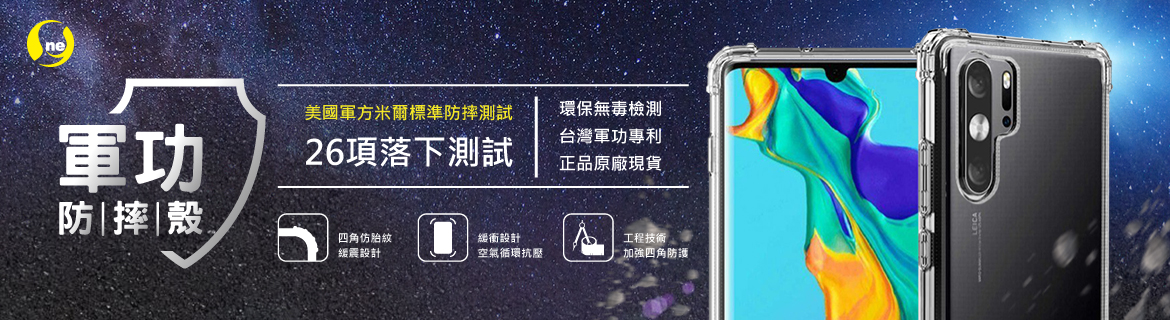 one
軍功
防|摔|殼
美國軍方米爾標準防摔測試
26項落下測試
環保無毒檢測
台灣軍功專利
正品原廠現貨
四角仿胎紋
緩震設計
緩衝設計
空氣循環抗壓
工程技術
加強四角防護
LEICA